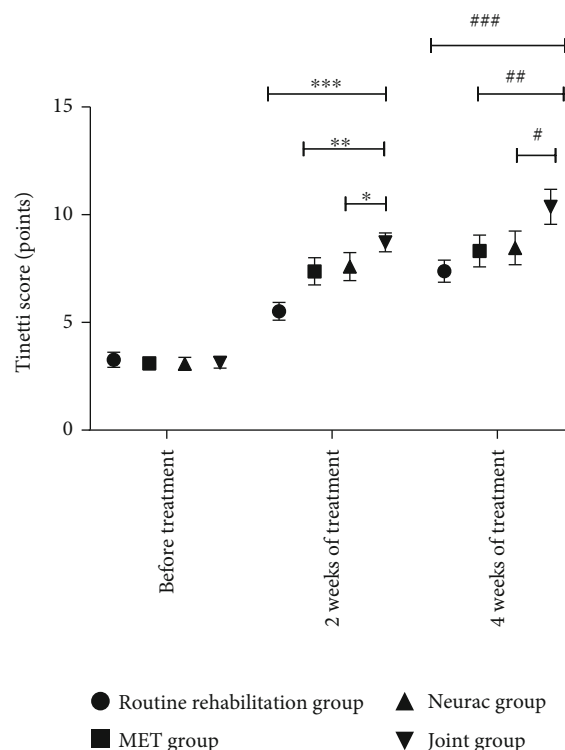 ###
***
##
15
**
#
*
10
5
0
Tinetti score (points)
Before treatment
2 weeks of treatment
4 weeks of treatment
Routine rehabilitation group
Neurac group
MET group
Joint group